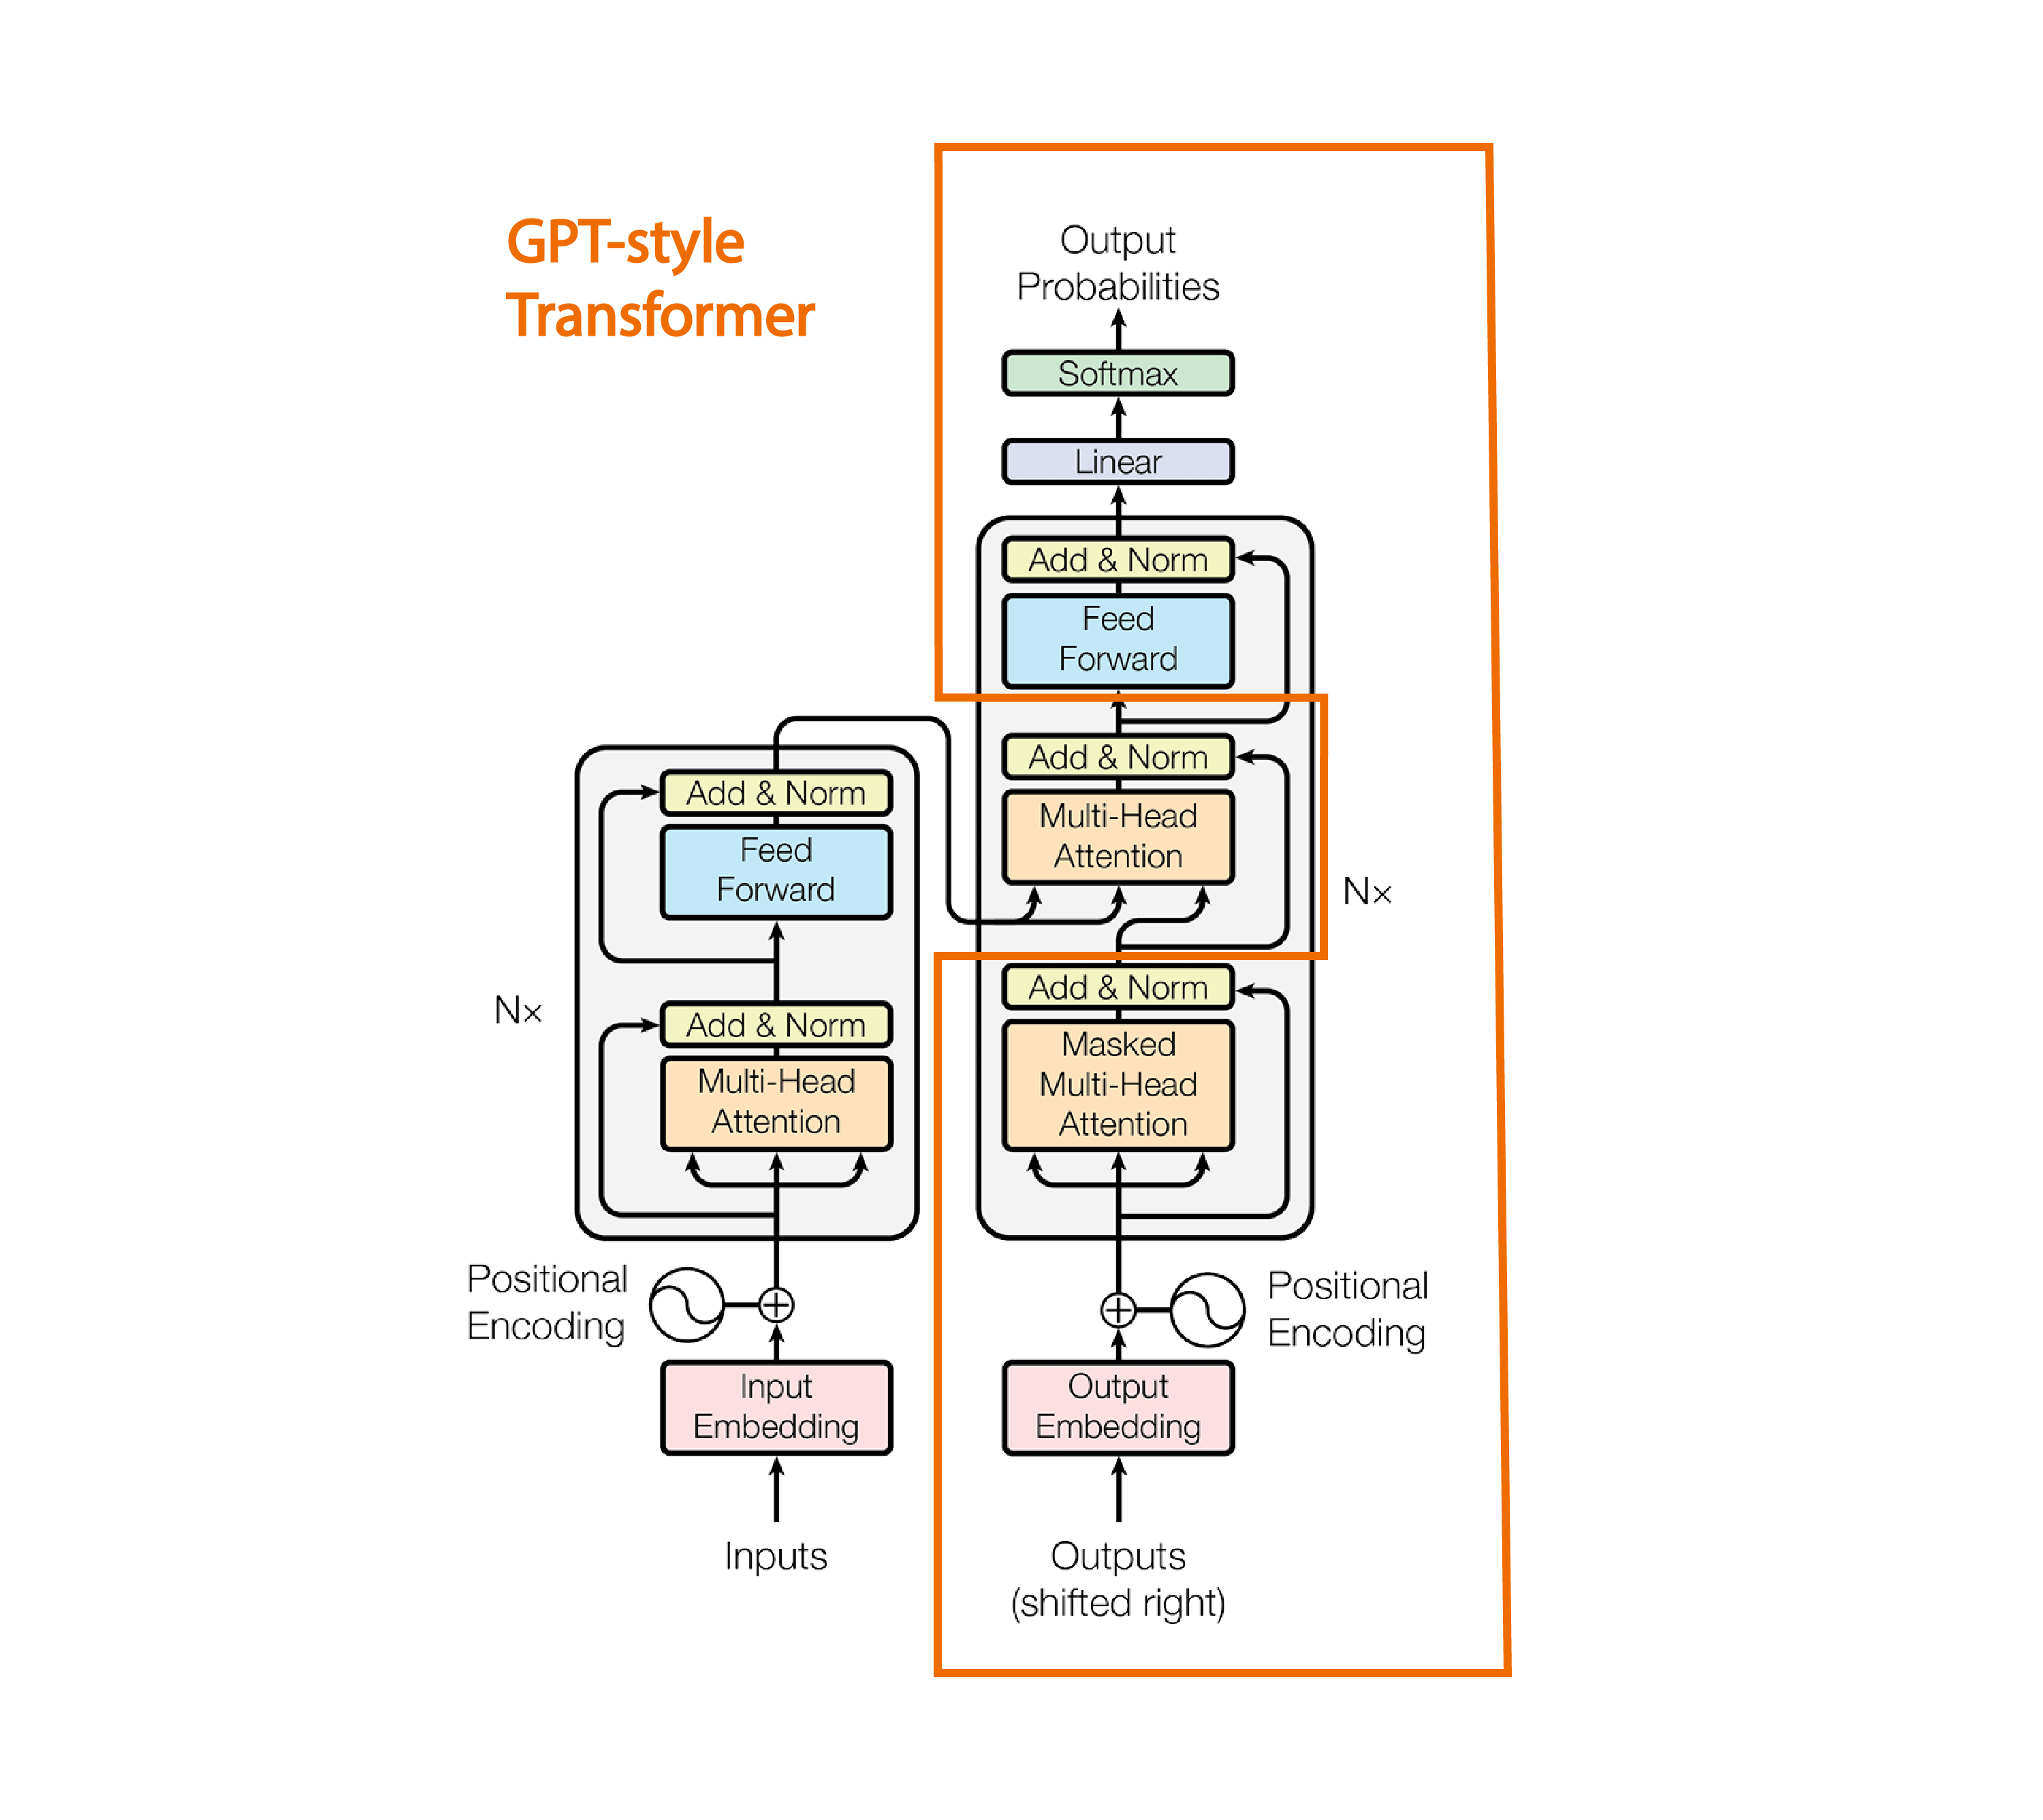 GPT-style
Transformer
Output
Probabilities
Softmax
Linear
Add & Norm
Feed
Forward
Add & Norm
Multi-Head
Attention
N×
Add & Norm
Masked
Multi-Head
Attention
Positional
Encoding
Output
Embedding
Outputs
(shifted right)
Add & Norm
Feed
Forward
N×
Add & Norm
Multi-Head
Attention
Positional
Encoding
Input
Embedding
Inputs